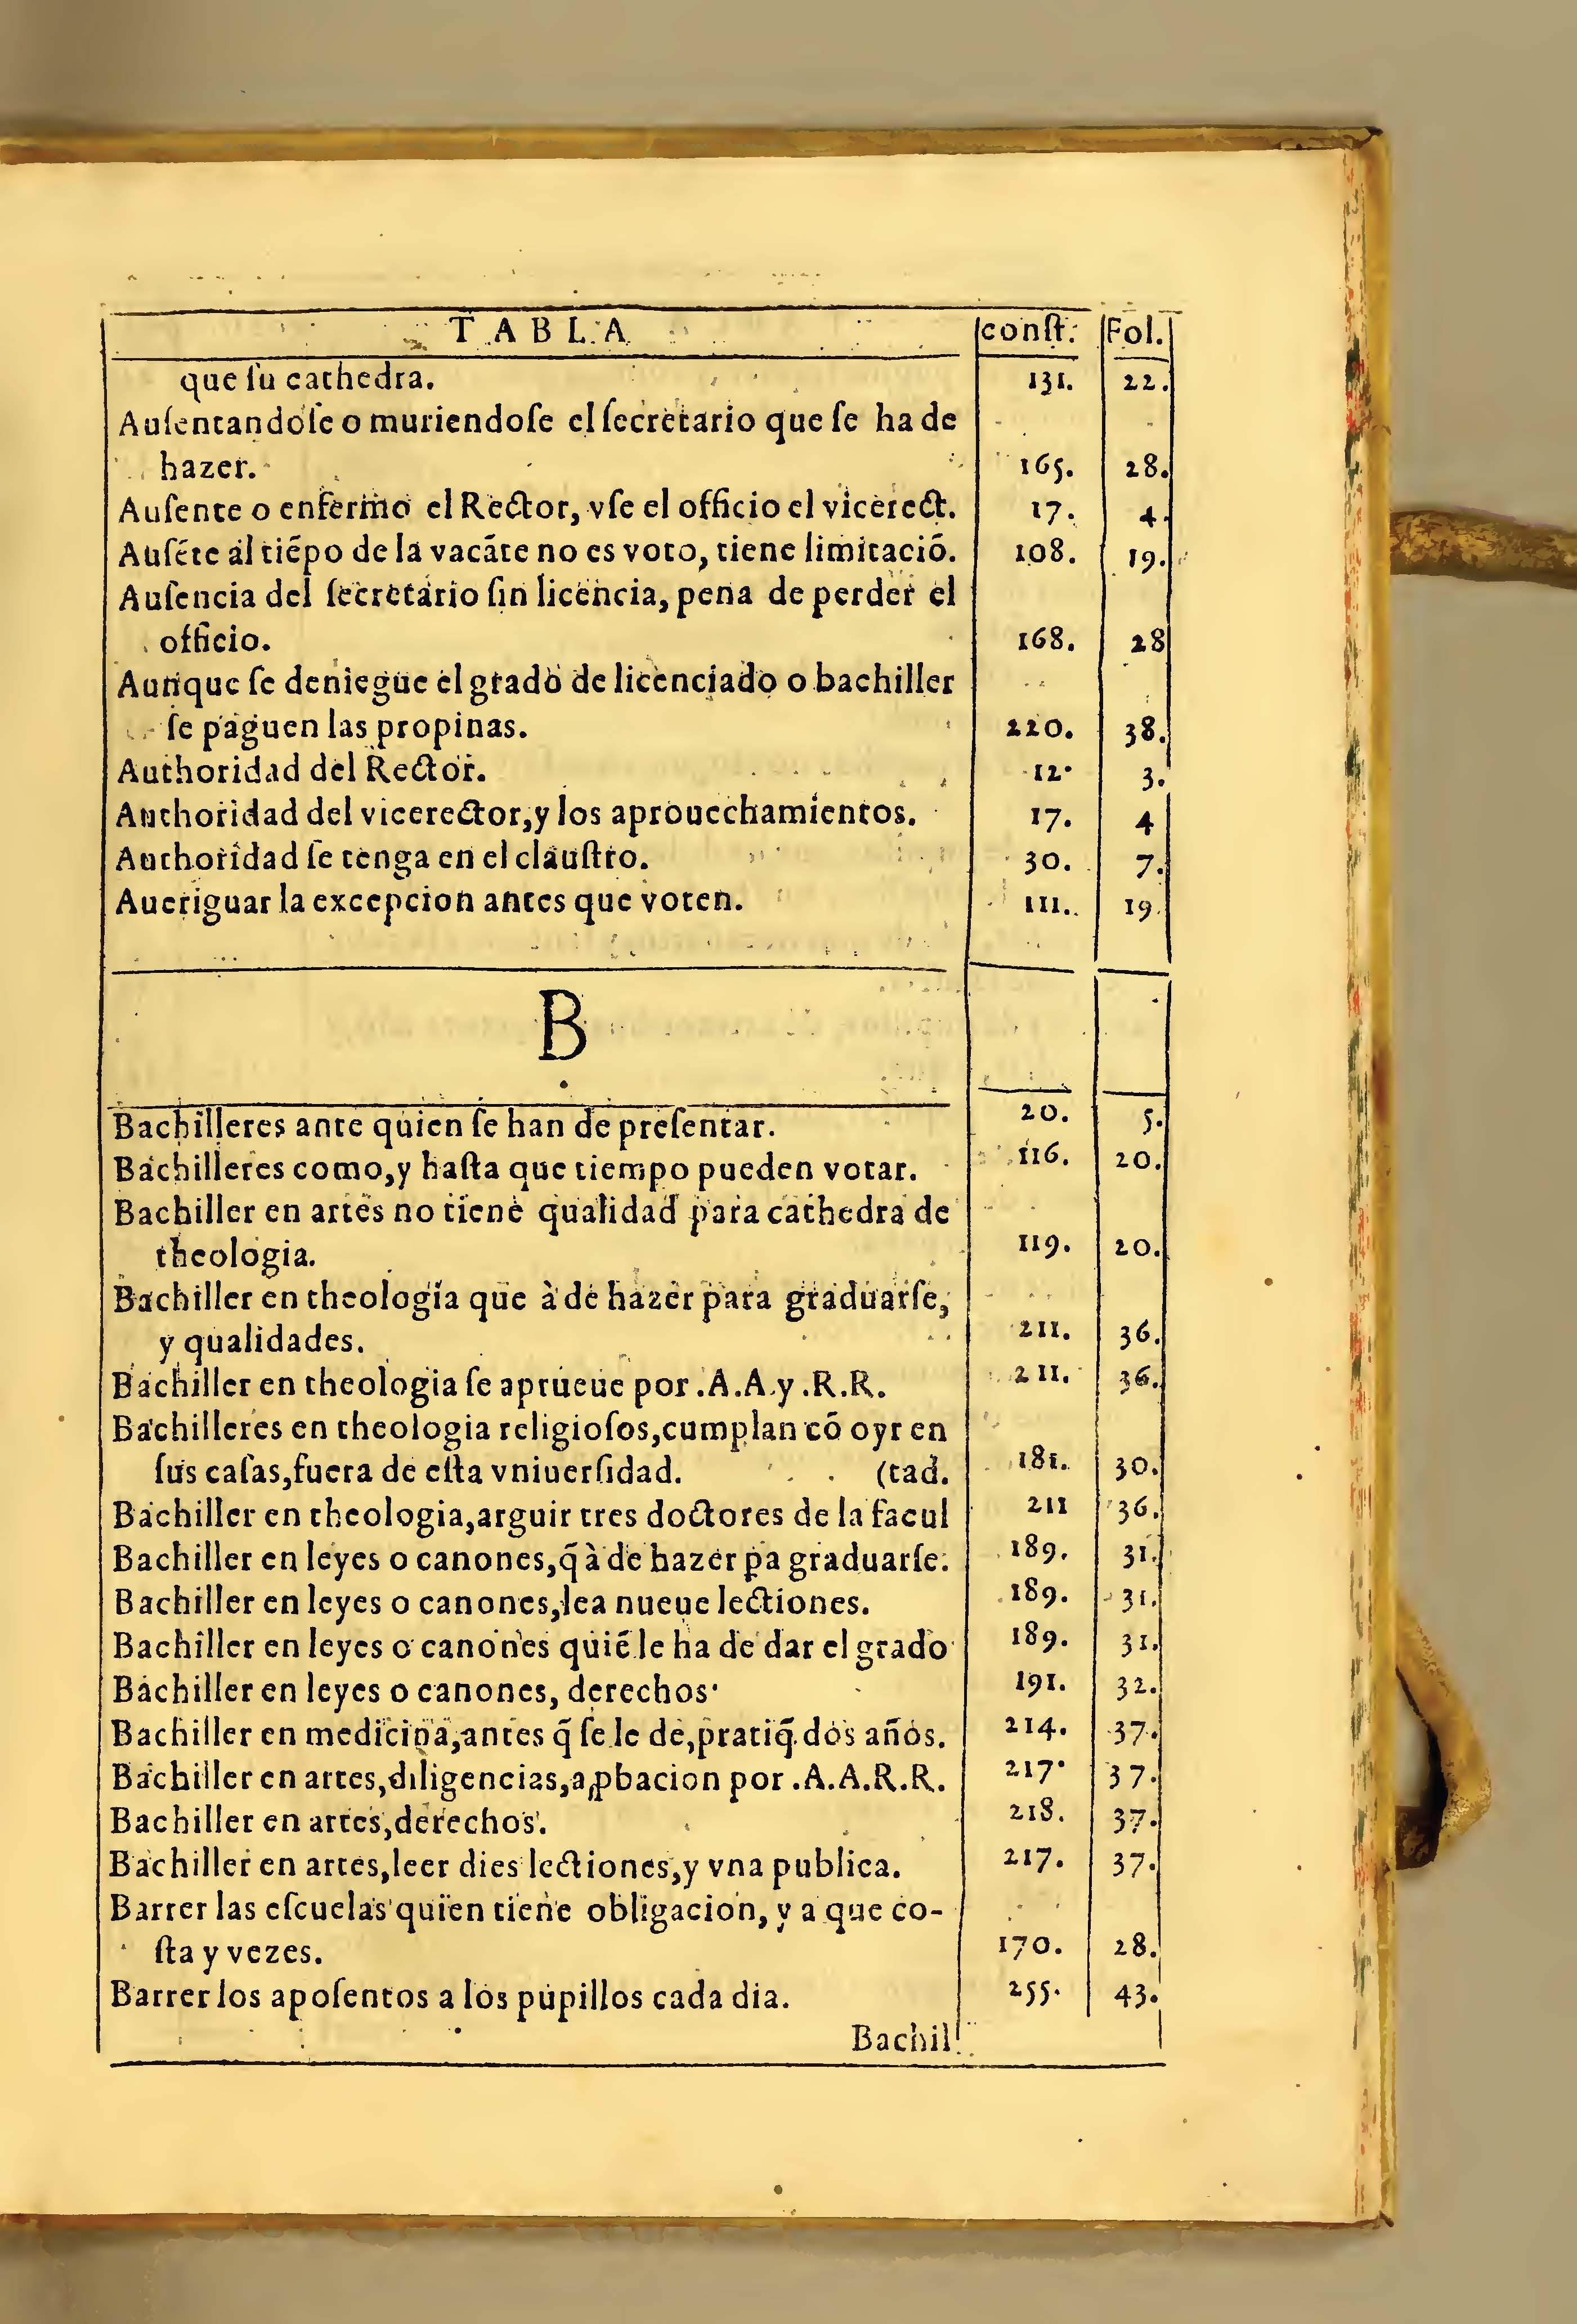 TABLA const. Fol.
que ſu cathedra. 131. 22.
Auſentandoſe o muriendoſe el ſecretario que ſe ha de
hazer. 165. 28.
Auſente o enfermo el Rector, vſe el officio el vicerect. 17. 4.
Auſẽte al tiẽpo de la vacãte no es voto, tiene limitaciõ. 108. 19.
Auſencia del ſecretario ſin licencia, pena de perder el
officio. 168. 28
Aunque ſe deniegue el grado de licenciado o bachiller
ſe paguen las propinas. 220. 38.
Authoridad del Rector. 12. 3.
Authoridad del vicerector,y los aprouechamientos. 17. 4
Authoridad ſe tenga en el clauſtro. 30. 7.
Aueriguar la excepcion antes que voten. 111. 19.
B
Bachilleres ante quien ſe han de preſentar. 20. 5.
Bachilleres como,y haſta que tiempo pueden votar. 116. 20.
Bachiller en artes no tiene qualidad para cathedra de
theologia. 119. 20.
Bachiller en theologia que à de hazer para graduarſe,
y qualidades. 211. 36.
Bachiller en theologia ſe aprueue por .A.A.y .R.R. 211. 36.
Bachilleres en theologia religioſos,cumplan cõ oyr en
ſus caſas,fuera de eſta vniuerſidad. (tad. 181. 30.
Bachiller en theologia,arguir tres doctores de la facul 211 36.
Bachiller en leyes o canones,q̃ à de hazer ꝑa graduarſe. 189. 31.
Bachiller en leyes o canones,lea nueue lectiones. 189. 31.
Bachiller en leyes o canones quiẽ le ha de dar el grado 189. 31.
Bachiller en leyes o canones, derechos. 191. 32.
Bachiller en medicina,antes q̃ ſe le de,pratiq̃ dos años. 214. 37.
Bachiller en artes,diligencias,aꝓbacion por .A.A.R.R. 217. 37.
Bachiller en artes,derechos. 218. 37.
Bachiller en artes,leer dies lectiones,y vna publica. 217. 37.
Barrer las eſcuelas quien tiene obligacion, y a que co-
ſta y vezes. 170. 28.
Barrer los apoſentos a los pupillos cada dia. 255. 43.
Bachil